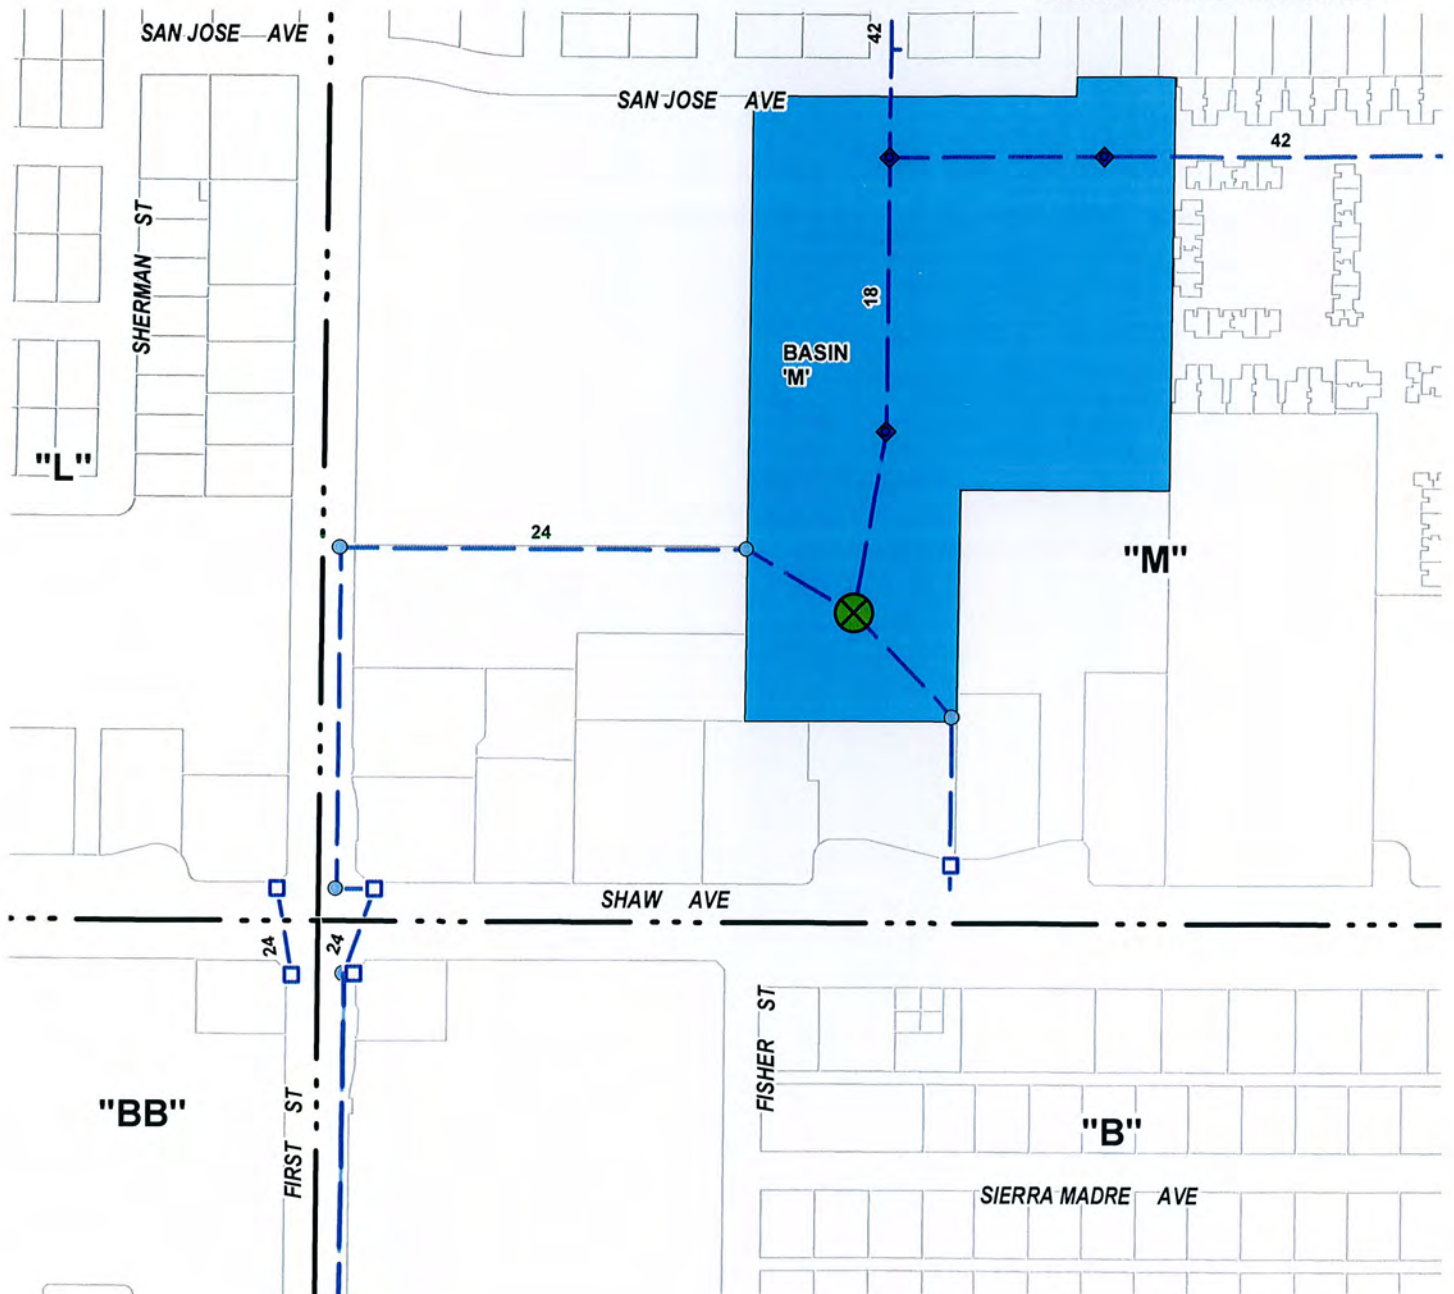 SAN JOSE AVE
42
SAN JOSE AVE
42
SHERMAN ST
18
BASIN
'M'
"L"
24
"M"
SHAW AVE
24
24
FISHER ST
"BB"
FIRST ST
"B"
SIERRA MADRE AVE